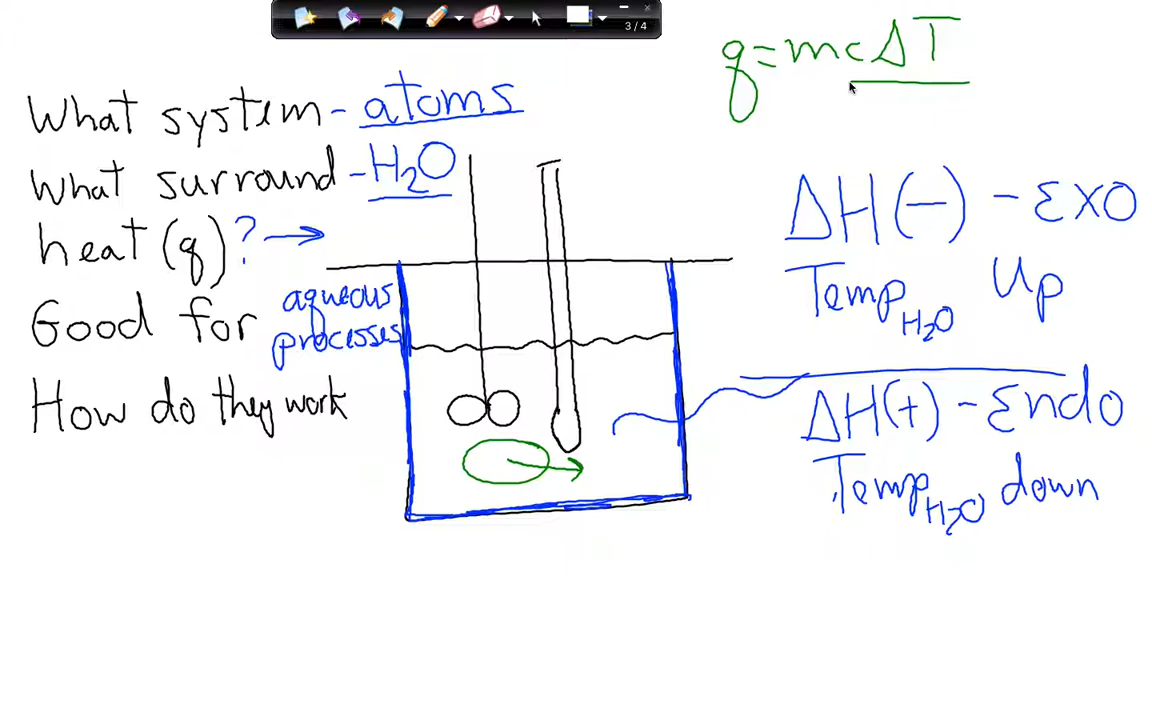 3 / 4
q = mcΔT
What system - atoms
What surround - H₂O
heat (q) ? →
Good for aqueous processes
How do they work
ΔH(-) - Exo
Temp H₂O Up
ΔH(+) - Endo
Temp H₂O down